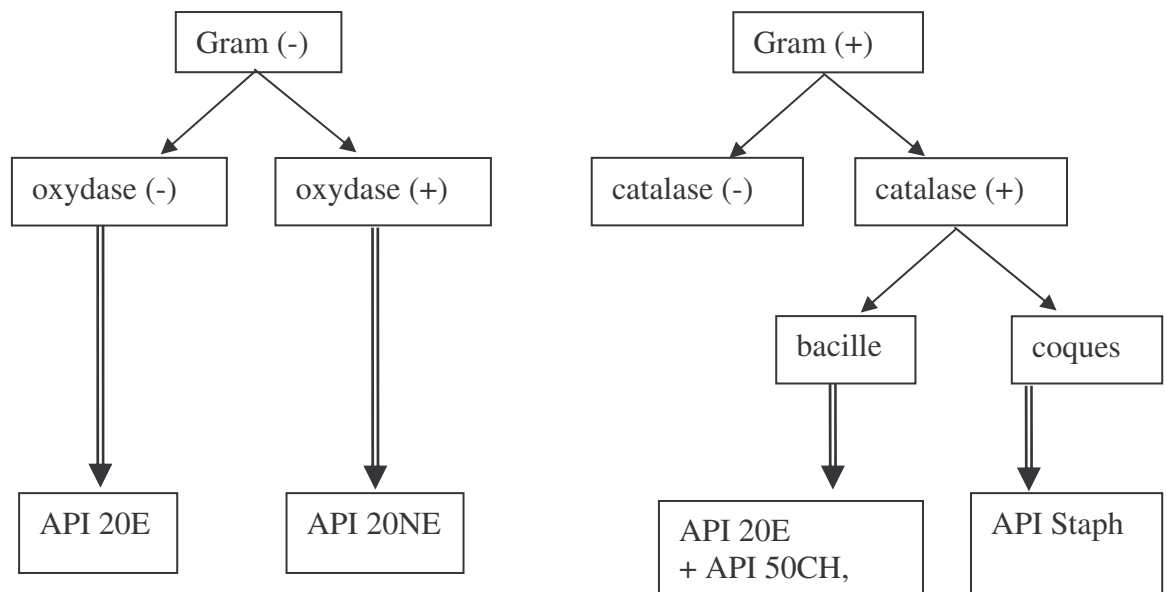 Gram (-)
Gram (+)
oxydase (-)
oxydase (+)
catalase (-)
catalase (+)
bacille
coques
API 20E
API 20NE
API 20E
+ API 50CH,
API Staph